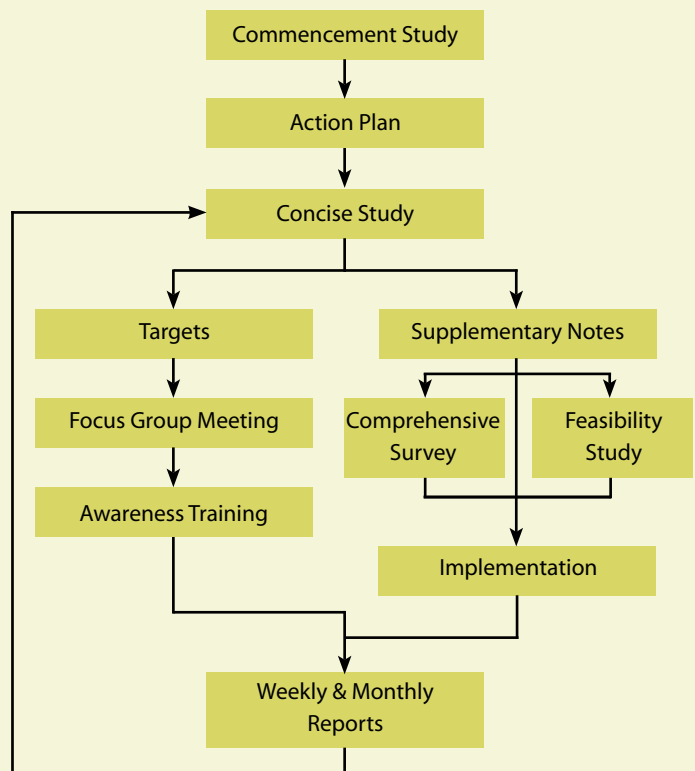 Commencement Study
Action Plan
Concise Study
Targets
Supplementary Notes
Focus Group Meeting
Comprehensive
Survey
Feasibility
Study
Awareness Training
Implementation
Weekly & Monthly
Reports